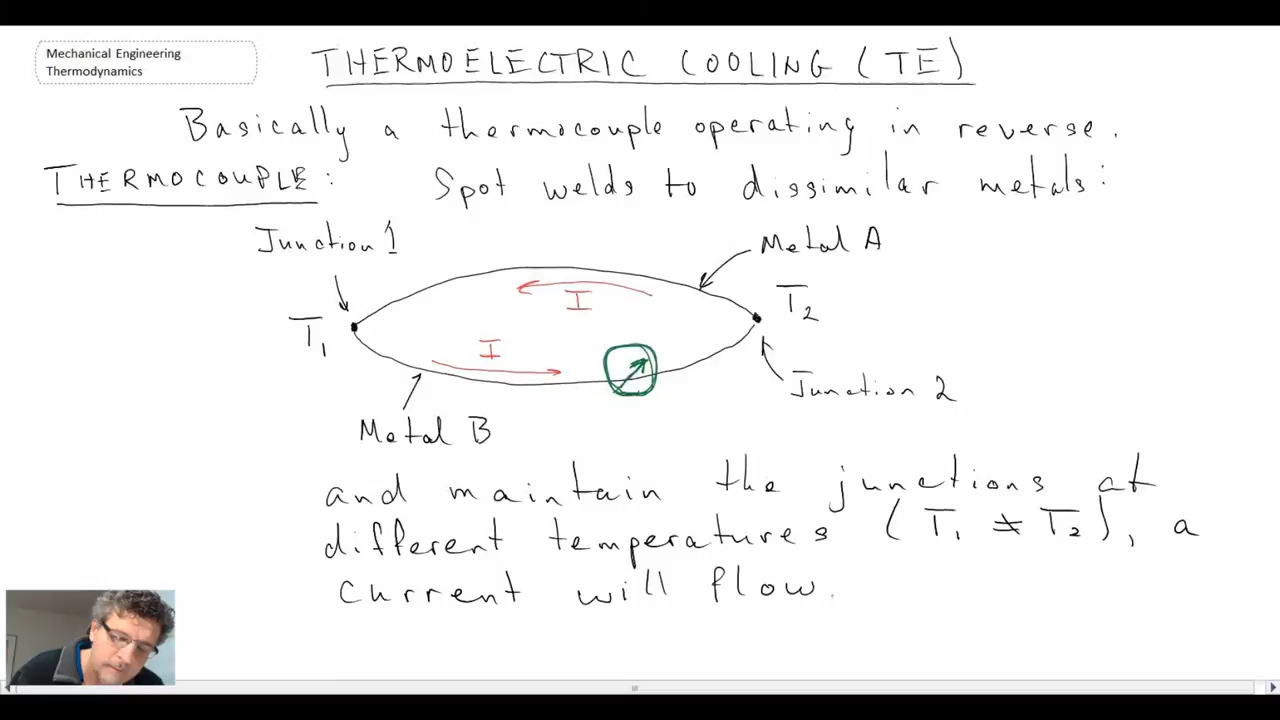 Mechanical Engineering
Thermodynamics
THERMOELECTRIC COOLING (TE)
Basically a thermocouple operating in reverse.
THERMOCOUPLE: Spot welds to dissimilar metals:
Junction 1
Metal A
T2
I
T1
I
Junction 2
Metal B
and maintain the junctions at
different temperatures (T1 ≠ T2), a
current will flow.